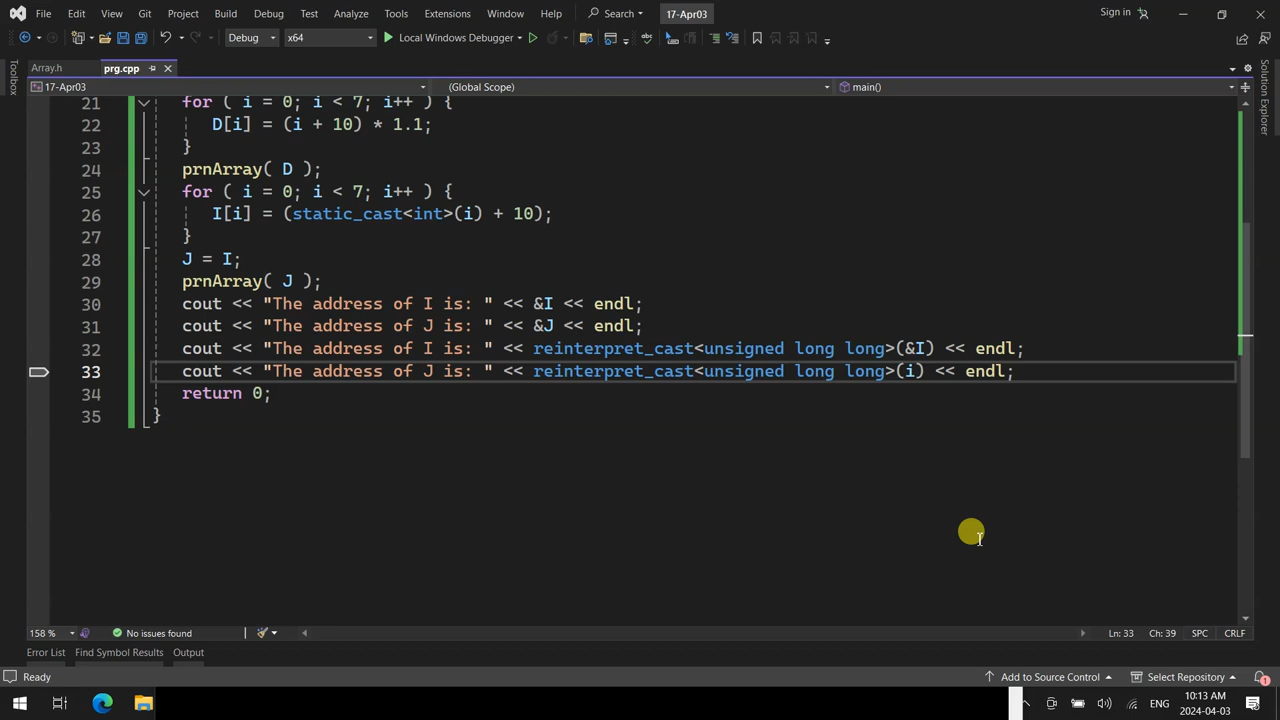 File Edit View Git Project Build Debug Test Analyze Tools Extensions Window Help Search 17-Apr03 Sign in
Debug x64 Local Windows Debugger
Array.h prg.cpp
Toolbox
17-Apr03 (Global Scope) main()
Solution Explorer
21 for ( i = 0; i < 7; i++ ) {
22 D[i] = (i + 10) * 1.1;
23 }
24 prnArray( D );
25 for ( i = 0; i < 7; i++ ) {
26 I[i] = (static_cast<int>(i) + 10);
27 }
28 J = I;
29 prnArray( J );
30 cout << "The address of I is: " << &I << endl;
31 cout << "The address of J is: " << &J << endl;
32 cout << "The address of I is: " << reinterpret_cast<unsigned long long>(&I) << endl;
33 cout << "The address of J is: " << reinterpret_cast<unsigned long long>(i) << endl;
34 return 0;
35 }
158 % No issues found Ln: 33 Ch: 39 SPC CRLF
Error List Find Symbol Results Output
Ready Add to Source Control Select Repository 1
ENG 10:13 AM
2024-04-03